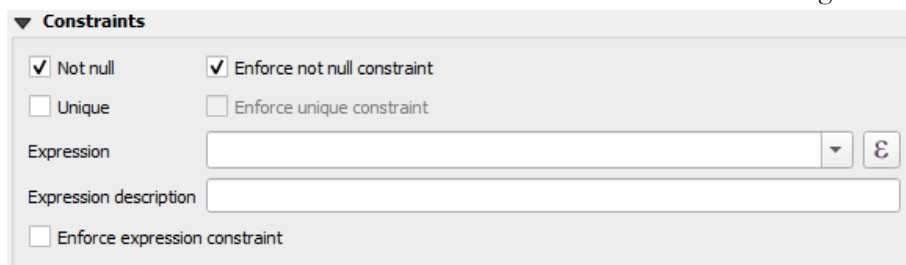 Constraints
Not null Enforce not null constraint
Unique Enforce unique constraint
Expression ε
Expression description
Enforce expression constraint